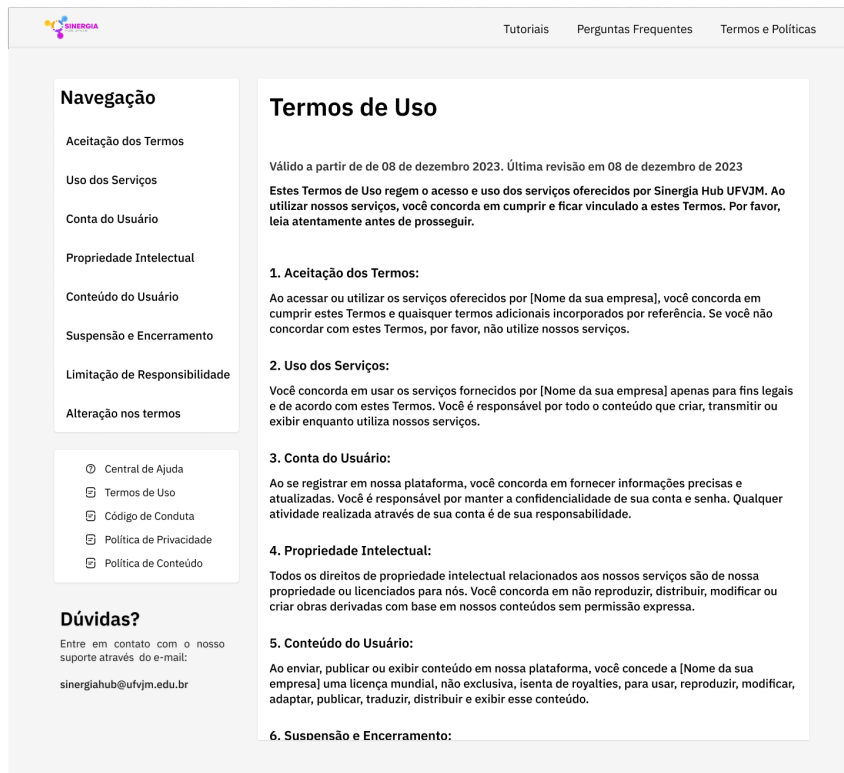 SINERGIA
Tutoriais
Perguntas Frequentes
Termos e Políticas
Navegação
Aceitação dos Termos
Uso dos Serviços
Conta do Usuário
Propriedade Intelectual
Conteúdo do Usuário
Suspensão e Encerramento
Limitação de Responsibilidade
Alteração nos termos
Central de Ajuda
Termos de Uso
Código de Conduta
Política de Privacidade
Política de Conteúdo
Dúvidas?
Entre em contato com o nosso
suporte através do e-mail:
sinergiahub@ufvjm.edu.br
Termos de Uso
Válido a partir de de 08 de dezembro 2023. Última revisão em 08 de dezembro de 2023
Estes Termos de Uso regem o acesso e uso dos serviços oferecidos por Sinergia Hub UFVJM. Ao
utilizar nossos serviços, você concorda em cumprir e ficar vinculado a estes Termos. Por favor,
leia atentamente antes de prosseguir.
1. Aceitação dos Termos:
Ao acessar ou utilizar os serviços oferecidos por [Nome da sua empresa], você concorda em
cumprir estes Termos e quaisquer termos adicionais incorporados por referência. Se você não
concordar com estes Termos, por favor, não utilize nossos serviços.
2. Uso dos Serviços:
Você concorda em usar os serviços fornecidos por [Nome da sua empresa] apenas para fins legais
e de acordo com estes Termos. Você é responsável por todo o conteúdo que criar, transmitir ou
exibir enquanto utiliza nossos serviços.
3. Conta do Usuário:
Ao se registrar em nossa plataforma, você concorda em fornecer informações precisas e
atualizadas. Você é responsável por manter a confidencialidade de sua conta e senha. Qualquer
atividade realizada através de sua conta é de sua responsabilidade.
4. Propriedade Intelectual:
Todos os direitos de propriedade intelectual relacionados aos nossos serviços são de nossa
propriedade ou licenciados para nós. Você concorda em não reproduzir, distribuir, modificar ou
criar obras derivadas com base em nossos conteúdos sem permissão expressa.
5. Conteúdo do Usuário:
Ao enviar, publicar ou exibir conteúdo em nossa plataforma, você concede a [Nome da sua
empresa] uma licença mundial, não exclusiva, isenta de royalties, para usar, reproduzir, modificar,
adaptar, publicar, traduzir, distribuir e exibir esse conteúdo.
6. Suspensão e Encerramento: